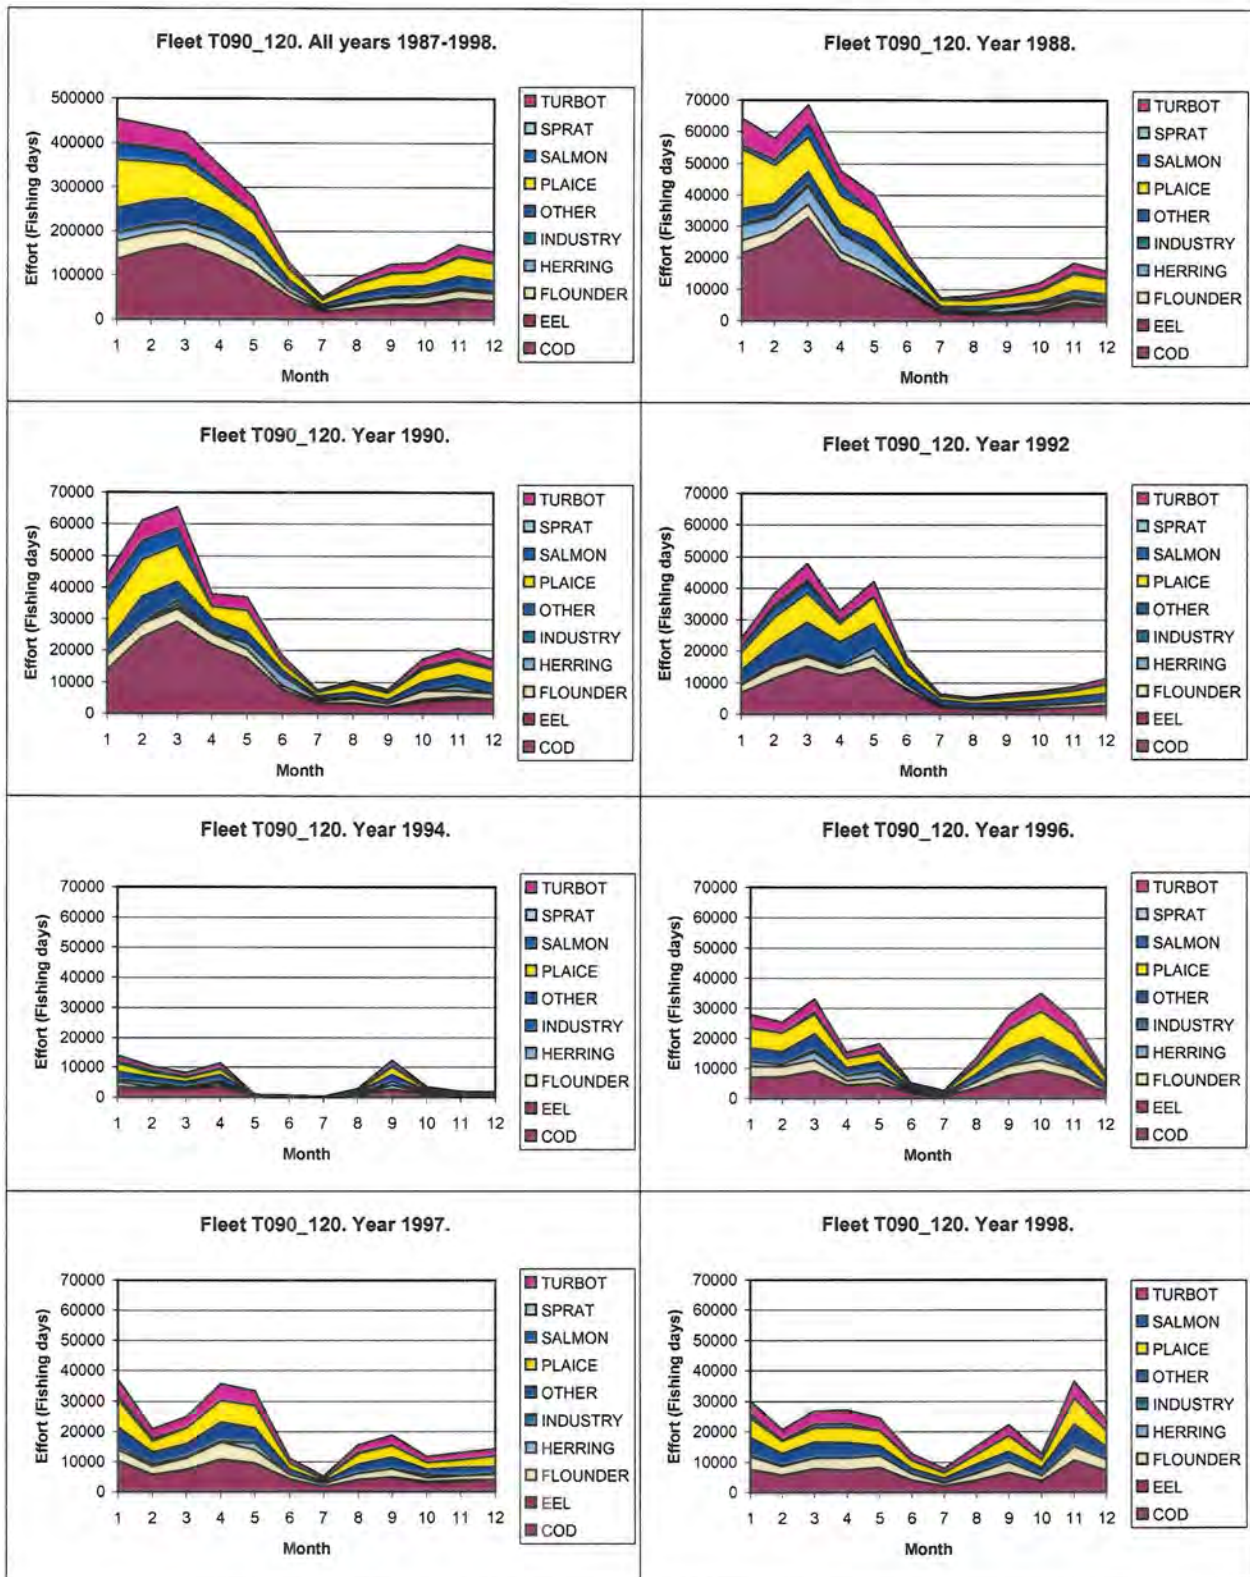 Fleet T090_120. All years 1987-1998.
Effort (Fishing days)
500000
400000
300000
200000
100000
0
1 2 3 4 5 6 7 8 9 10 11 12
Month
TURBOT
SPRAT
SALMON
PLAICE
OTHER
INDUSTRY
HERRING
FLOUNDER
EEL
COD
Fleet T090_120. Year 1988.
Effort (Fishing days)
70000
60000
50000
40000
30000
20000
10000
0
1 2 3 4 5 6 7 8 9 10 11 12
Month
TURBOT
SPRAT
SALMON
PLAICE
OTHER
INDUSTRY
HERRING
FLOUNDER
EEL
COD
Fleet T090_120. Year 1990.
Effort (Fishing days)
70000
60000
50000
40000
30000
20000
10000
0
1 2 3 4 5 6 7 8 9 10 11 12
Month
TURBOT
SPRAT
SALMON
PLAICE
OTHER
INDUSTRY
HERRING
FLOUNDER
EEL
COD
Fleet T090_120. Year 1992
Effort (Fishing days)
70000
60000
50000
40000
30000
20000
10000
0
1 2 3 4 5 6 7 8 9 10 11 12
Month
TURBOT
SPRAT
SALMON
PLAICE
OTHER
INDUSTRY
HERRING
FLOUNDER
EEL
COD
Fleet T090_120. Year 1994.
Effort (Fishing days)
70000
60000
50000
40000
30000
20000
10000
0
1 2 3 4 5 6 7 8 9 10 11 12
Month
TURBOT
SPRAT
SALMON
PLAICE
OTHER
INDUSTRY
HERRING
FLOUNDER
EEL
COD
Fleet T090_120. Year 1996.
Effort (Fishing days)
70000
60000
50000
40000
30000
20000
10000
0
1 2 3 4 5 6 7 8 9 10 11 12
Month
TURBOT
SPRAT
SALMON
PLAICE
OTHER
INDUSTRY
HERRING
FLOUNDER
EEL
COD
Fleet T090_120. Year 1997.
Effort (Fishing days)
70000
60000
50000
40000
30000
20000
10000
0
1 2 3 4 5 6 7 8 9 10 11 12
Month
TURBOT
SPRAT
SALMON
PLAICE
OTHER
INDUSTRY
HERRING
FLOUNDER
EEL
COD
Fleet T090_120. Year 1998.
Effort (Fishing days)
70000
60000
50000
40000
30000
20000
10000
0
1 2 3 4 5 6 7 8 9 10 11 12
Month
TURBOT
SALMON
PLAICE
OTHER
INDUSTRY
HERRING
FLOUNDER
EEL
COD